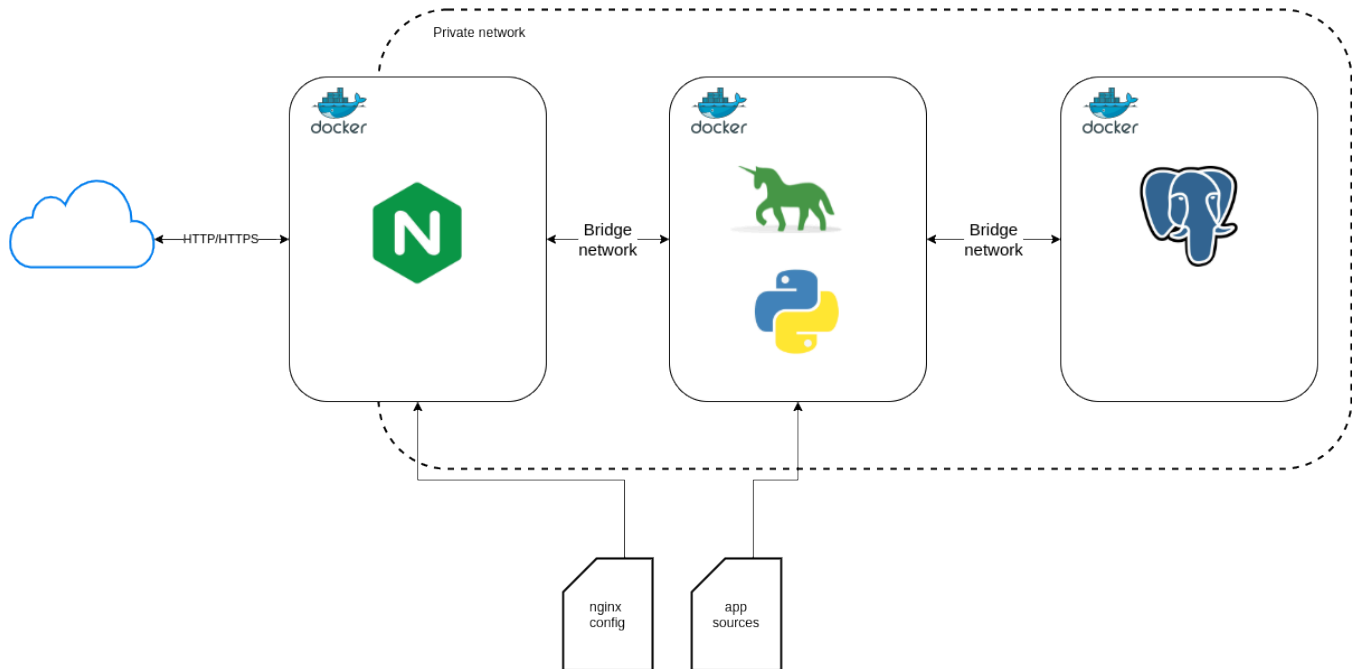 Private network
docker
docker
docker
HTTP/HTTPS
N
Bridge
network
Bridge
network
nginx
config
app
sources